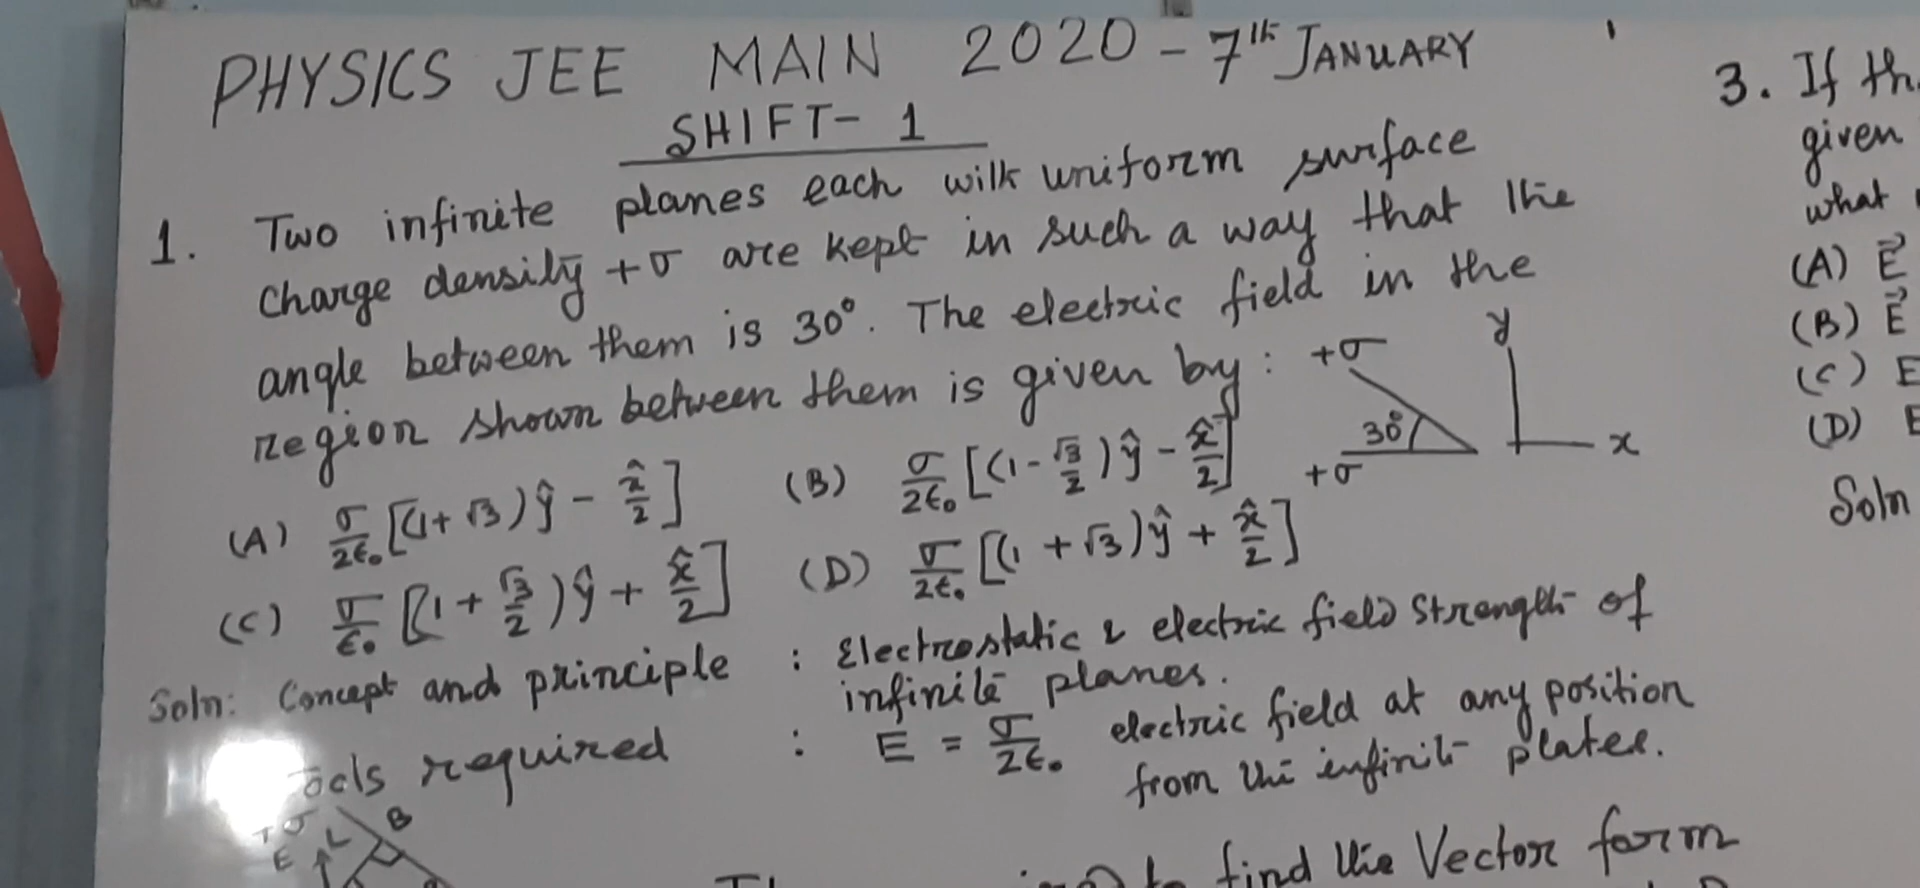 PHYSICS JEE MAIN 2020 - 7th JANUARY
SHIFT- 1
1. Two infinite planes each with uniform surface
charge density +σ are kept in such a way that the
angle between them is 30°. The electric field in the
region shown between them is given by :
+σ
y
30°
+σ
x
(A) σ/2ε₀ [(1+√3)ŷ - x̂/2] (B) σ/2ε₀ [(1-√3/2)ŷ - x̂/2]
(C) σ/ε₀ [(1+√3/2)ŷ + x̂/2] (D) σ/2ε₀ [(1+√3)ŷ + x̂/2]
Soln: Concept and principle : Electrostatic & electric field strength of
infinite planes.
required : E = σ/2ε₀ electric field at any position
from the infinite plates.
σ
L
B
E
to find the Vector form
3. If
given
what
(A) E⃗
(B) E⃗
(C) E
(D) E
Soln